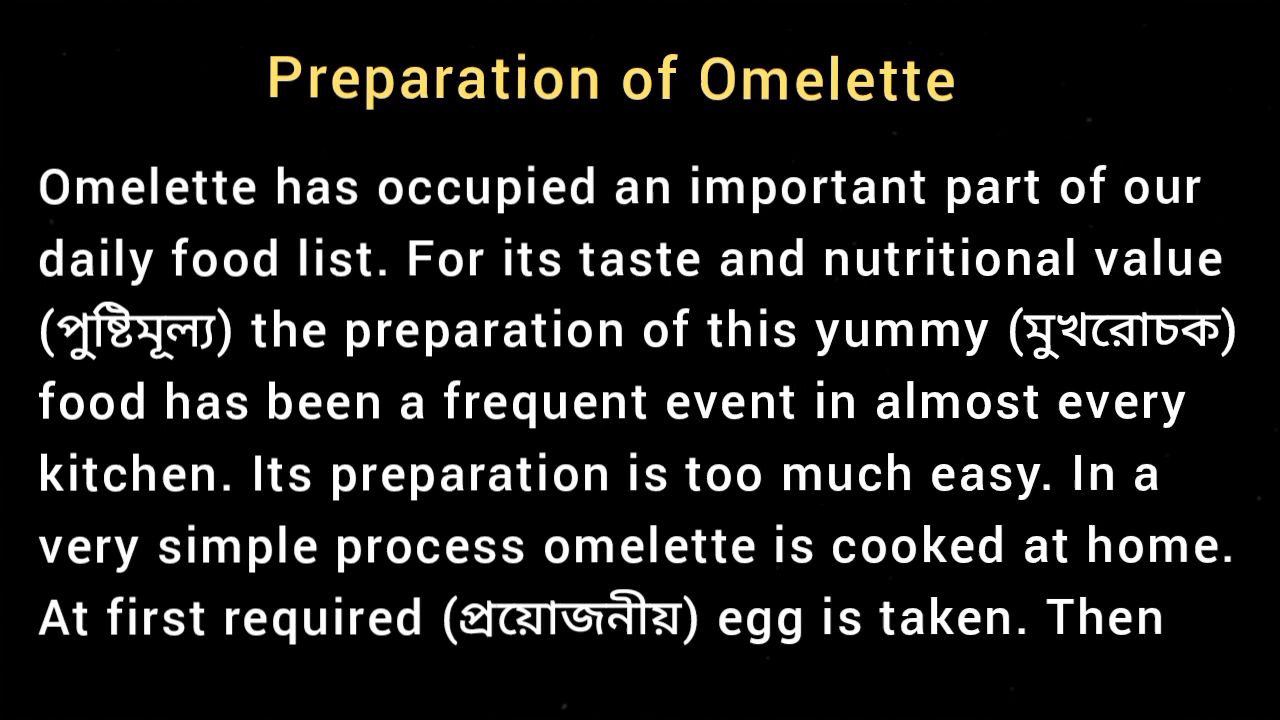 Preparation of Omelette
Omelette has occupied an important part of our
daily food list. For its taste and nutritional value
(পুষ্টিমূল্য) the preparation of this yummy (মুখরোচক)
food has been a frequent event in almost every
kitchen. Its preparation is too much easy. In a
very simple process omelette is cooked at home.
At first required (প্রয়োজনীয়) egg is taken. Then